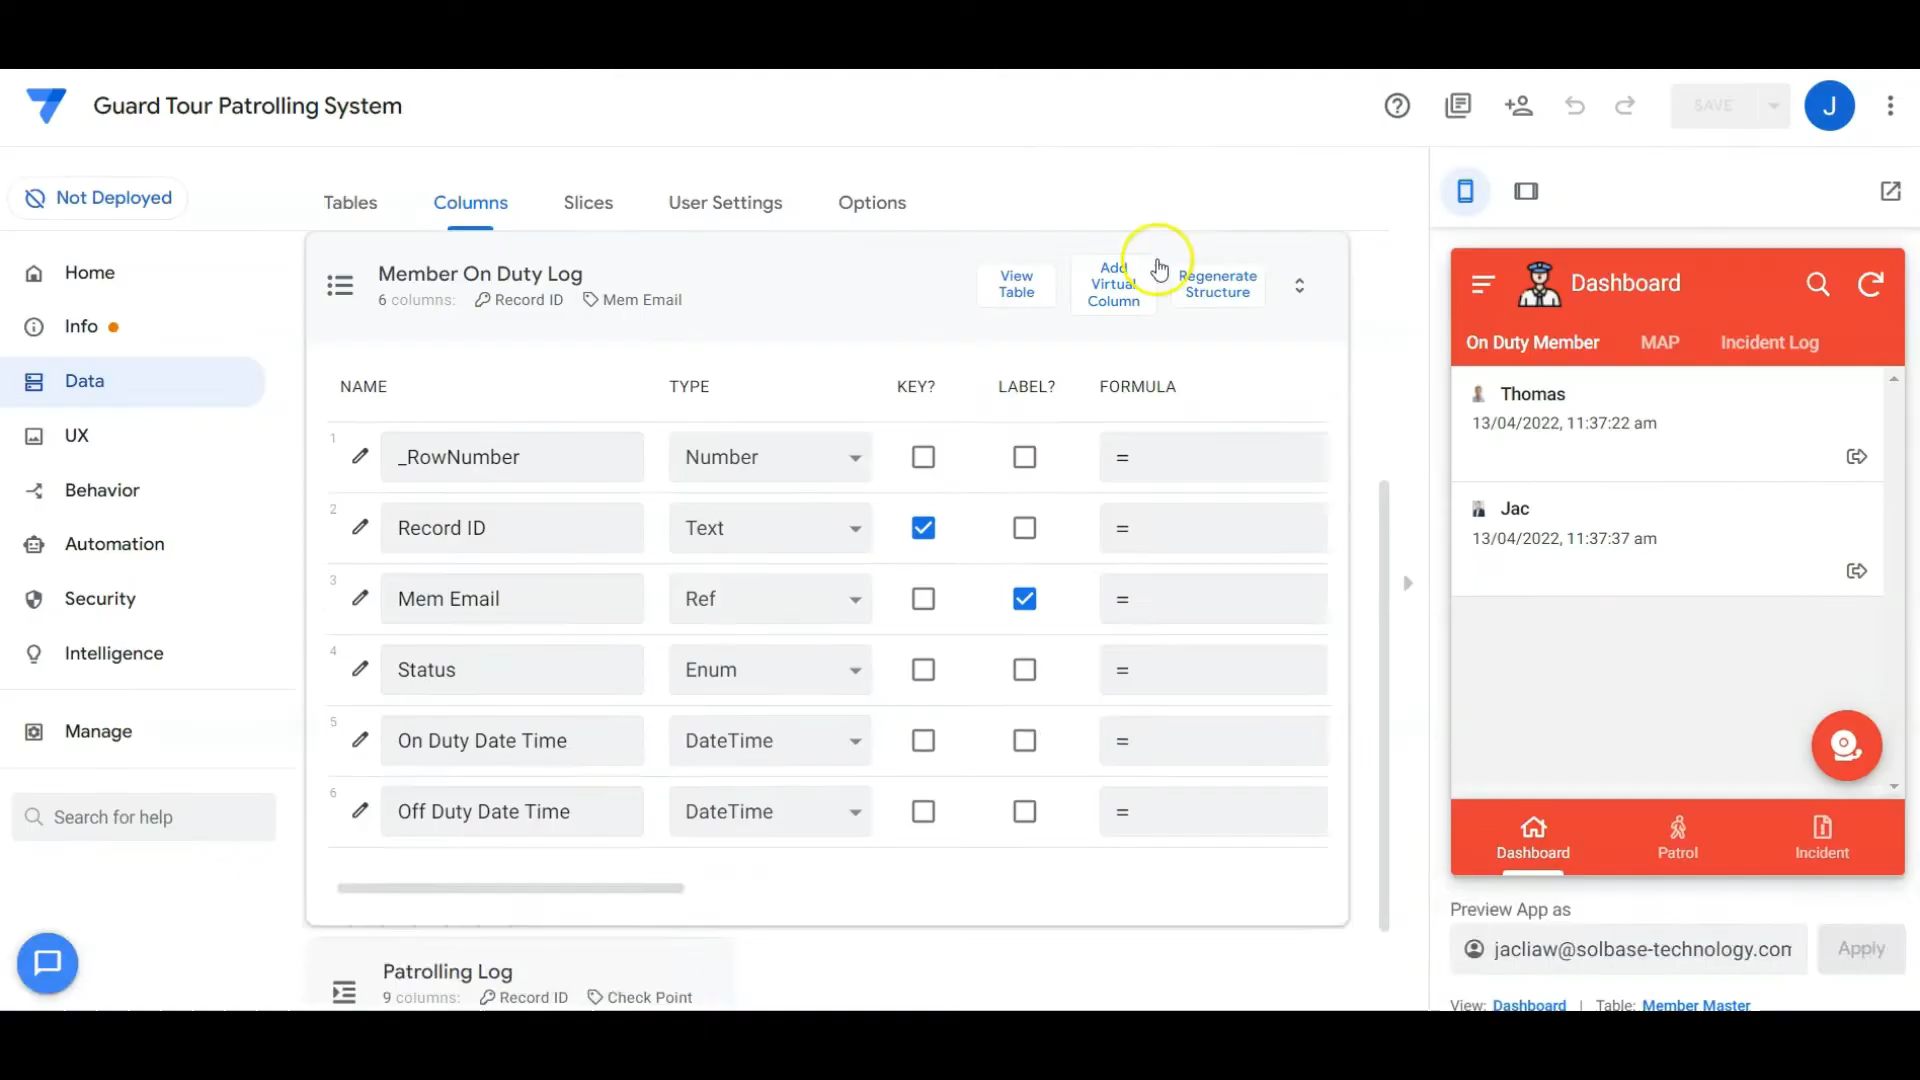 Guard Tour Patrolling System
SAVE
J
Not Deployed
Tables
Columns
Slices
User Settings
Options
Home
Info
Data
UX
Behavior
Automation
Security
Intelligence
Manage
Search for help
Member On Duty Log
6 columns: Record ID Mem Email
View Table
Add Virtual Column
Regenerate Structure
NAME TYPE KEY? LABEL? FORMULA
1 _RowNumber Number =
2 Record ID Text =
3 Mem Email Ref =
4 Status Enum =
5 On Duty Date Time DateTime =
6 Off Duty Date Time DateTime =
Patrolling Log
9 columns: Record ID Check Point
Dashboard
On Duty Member MAP Incident Log
Thomas
13/04/2022, 11:37:22 am
Jac
13/04/2022, 11:37:37 am
Dashboard Patrol Incident
Preview App as
jacliaw@solbase-technology.con
Apply
View: Dashboard | Table: Member Master